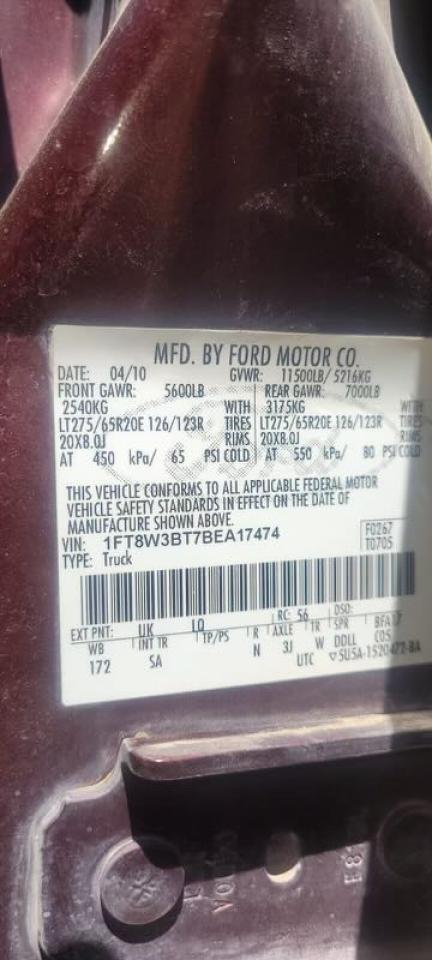 MFD. BY FORD MOTOR CO.
DATE: 04/10 GVWR: 11500LB/ 5216KG
FRONT GAWR: 5600LB REAR GAWR: 7000LB
2540KG WITH 3175KG WITH
LT275/65R20E 126/123R TIRES LT275/65R20E 126/123R TIRES
20X8.0J RIMS 20X8.0J RIMS
AT 450 kPa/ 65 PSI COLD AT 550 kPa/ 80 PSI COLD
THIS VEHICLE CONFORMS TO ALL APPLICABLE FEDERAL MOTOR
VEHICLE SAFETY STANDARDS IN EFFECT ON THE DATE OF
MANUFACTURE SHOWN ABOVE.
VIN: 1FT8W3BT7BEA17474 F0267
TYPE: Truck T0705
EXT PNT: UK LQ RC: 56 DSO:
WB INT TR TP/PS R AXLE TR SPR BFA17
172 SA N 3J W DDLL C05
UTC ▽5U5A-1520472-BA